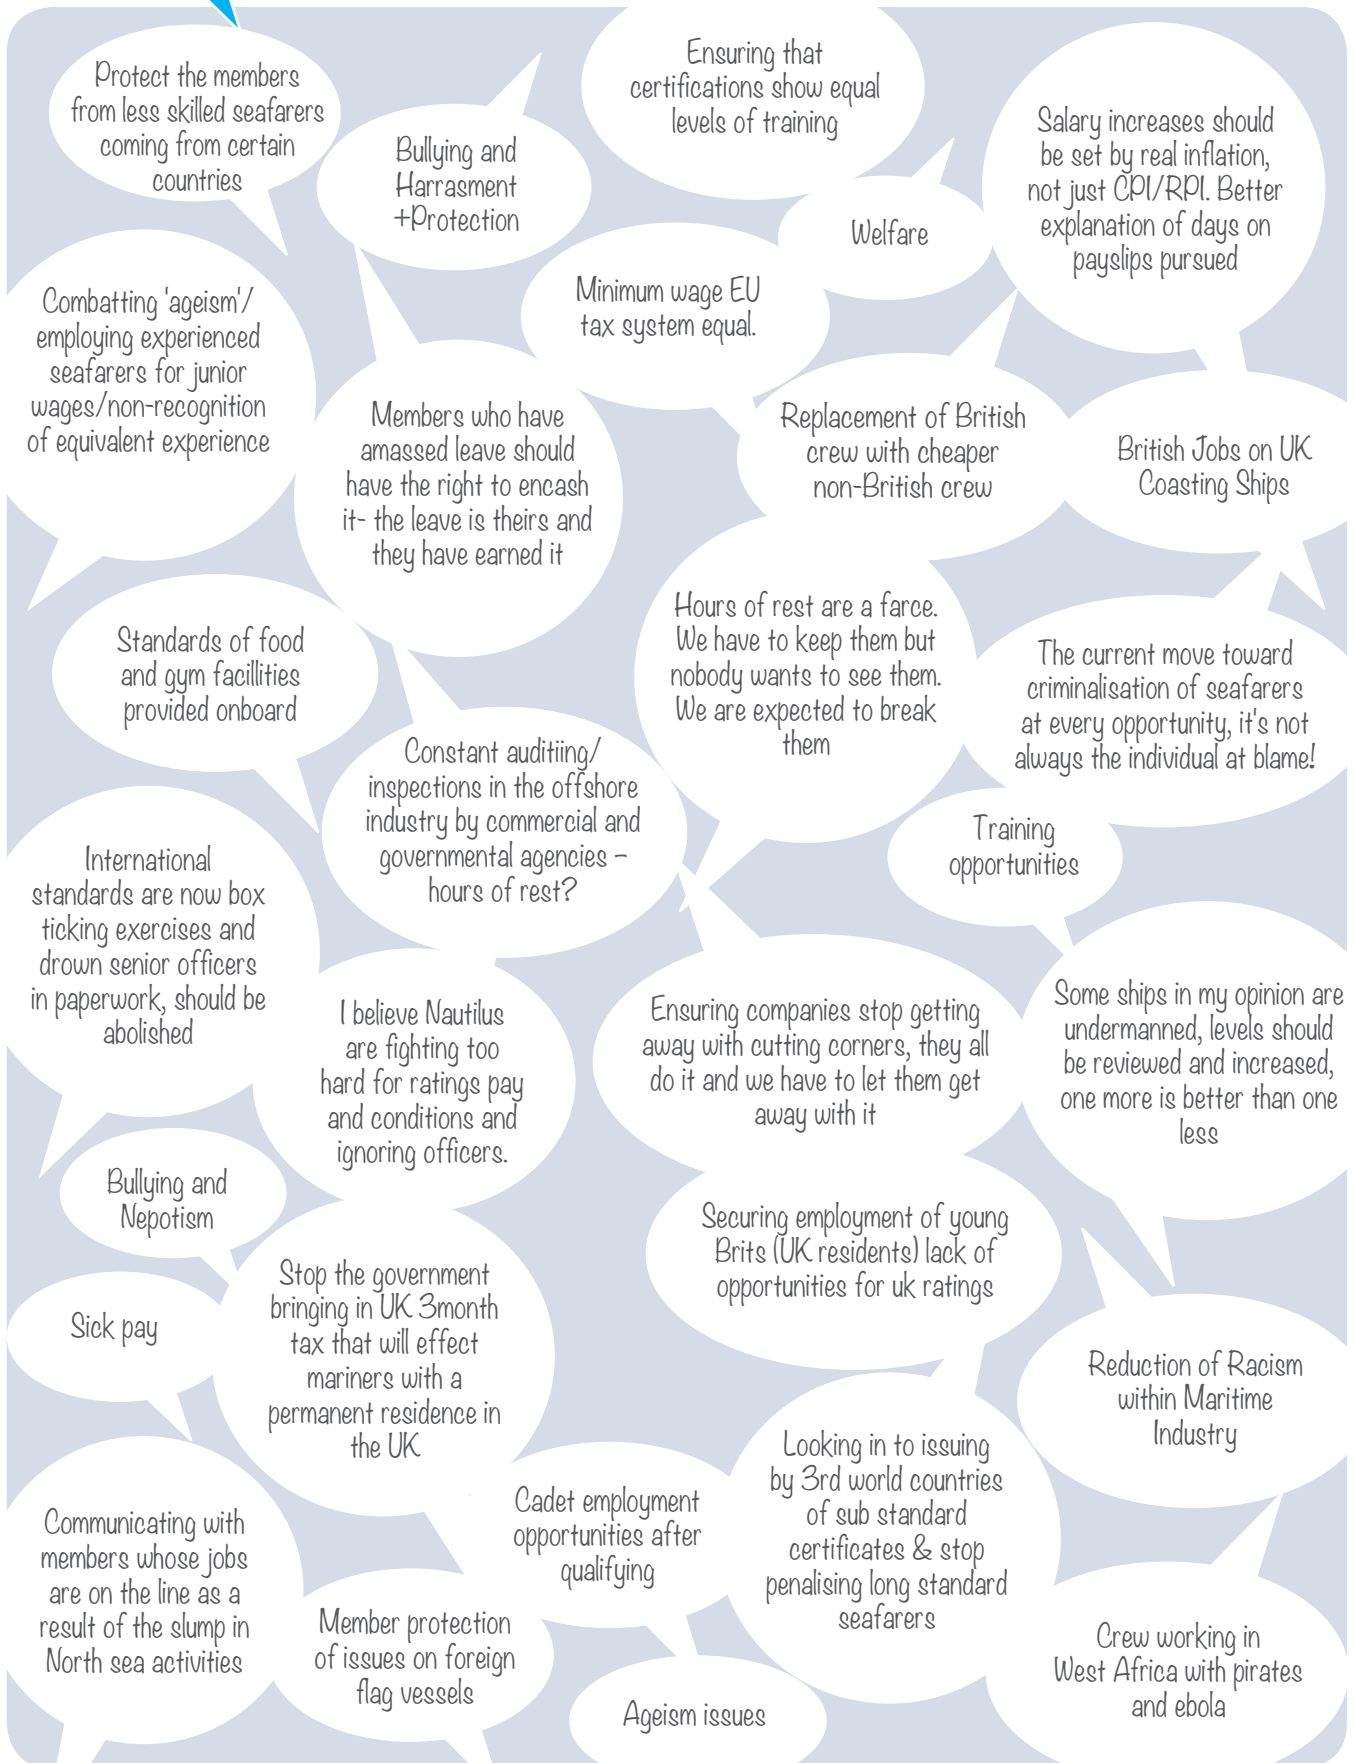 Protect the members
from less skilled seafarers
coming from certain
countries
Bullying and
Harrasment
+Protection
Ensuring that
certifications show equal
levels of training
Welfare
Salary increases should
be set by real inflation,
not just CPI/RPI. Better
explanation of days on
payslips pursued
Combatting 'ageism'/
employing experienced
seafarers for junior
wages/non-recognition
of equivalent experience
Minimum wage EU
tax system equal.
Members who have
amassed leave should
have the right to encash
it- the leave is theirs and
they have earned it
Replacement of British
crew with cheaper
non-British crew
British Jobs on UK
Coasting Ships
Standards of food
and gym facillities
provided onboard
Hours of rest are a farce.
We have to keep them but
nobody wants to see them.
We are expected to break
them
The current move toward
criminalisation of seafarers
at every opportunity, it's not
always the individual at blame!
Constant auditiing/
inspections in the offshore
industry by commercial and
governmental agencies –
hours of rest?
Training
opportunities
International
standards are now box
ticking exercises and
drown senior officers
in paperwork, should be
abolished
I believe Nautilus
are fighting too
hard for ratings pay
and conditions and
ignoring officers.
Ensuring companies stop getting
away with cutting corners, they all
do it and we have to let them get
away with it
Some ships in my opinion are
undermanned, levels should
be reviewed and increased,
one more is better than one
less
Bullying and
Nepotism
Securing employment of young
Brits (UK residents) lack of
opportunities for uk ratings
Sick pay
Stop the government
bringing in UK 3month
tax that will effect
mariners with a
permanent residence in
the UK
Reduction of Racism
within Maritime
Industry
Looking in to issuing
by 3rd world countries
of sub standard
certificates & stop
penalising long standard
seafarers
Cadet employment
opportunities after
qualifying
Communicating with
members whose jobs
are on the line as a
result of the slump in
North sea activities
Member protection
of issues on foreign
flag vessels
Ageism issues
Crew working in
West Africa with pirates
and ebola